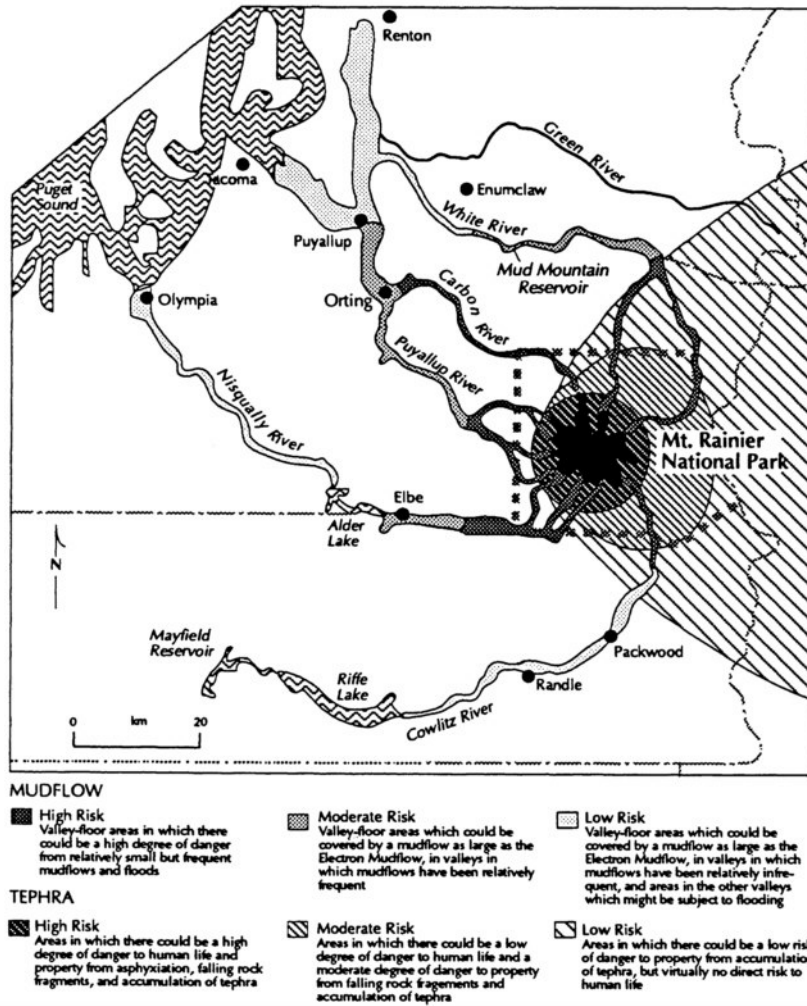 Renton
Green River
Puget
Sound
Tacoma
Enumclaw
White River
Puyallup
Mud Mountain
Reservoir
Carbon River
Olympia
Orting
Puyallup River
Nisqually River
Mt. Rainier
National Park
Elbe
Alder
Lake
N
Mayfield
Reservoir
Packwood
Riffe
Lake
Randle
Cowlitz River
0 km 20
MUDFLOW
High Risk
Valley-floor areas in which there
could be a high degree of danger
from relatively small but frequent
mudflows and floods
Moderate Risk
Valley-floor areas which could be
covered by a mudflow as large as the
Electron Mudflow, in valleys in
which mudflows have been relatively
frequent
Low Risk
Valley-floor areas which could be
covered by a mudflow as large as the
Electron Mudflow, in valleys in which
mudflows have been relatively infre-
quent, and areas in the other valleys
which might be subject to flooding
TEPHRA
High Risk
Areas in which there could be a high
degree of danger to human life and
property from asphyxiation, falling rock
fragments, and accumulation of tephra
Moderate Risk
Areas in which there could be a low
degree of danger to human life and a
moderate degree of danger to property
from falling rock fragements and
accumulation of tephra
Low Risk
Areas in which there could be a low risk
of danger to property from accumulation
of tephra, but virtually no direct risk to
human life